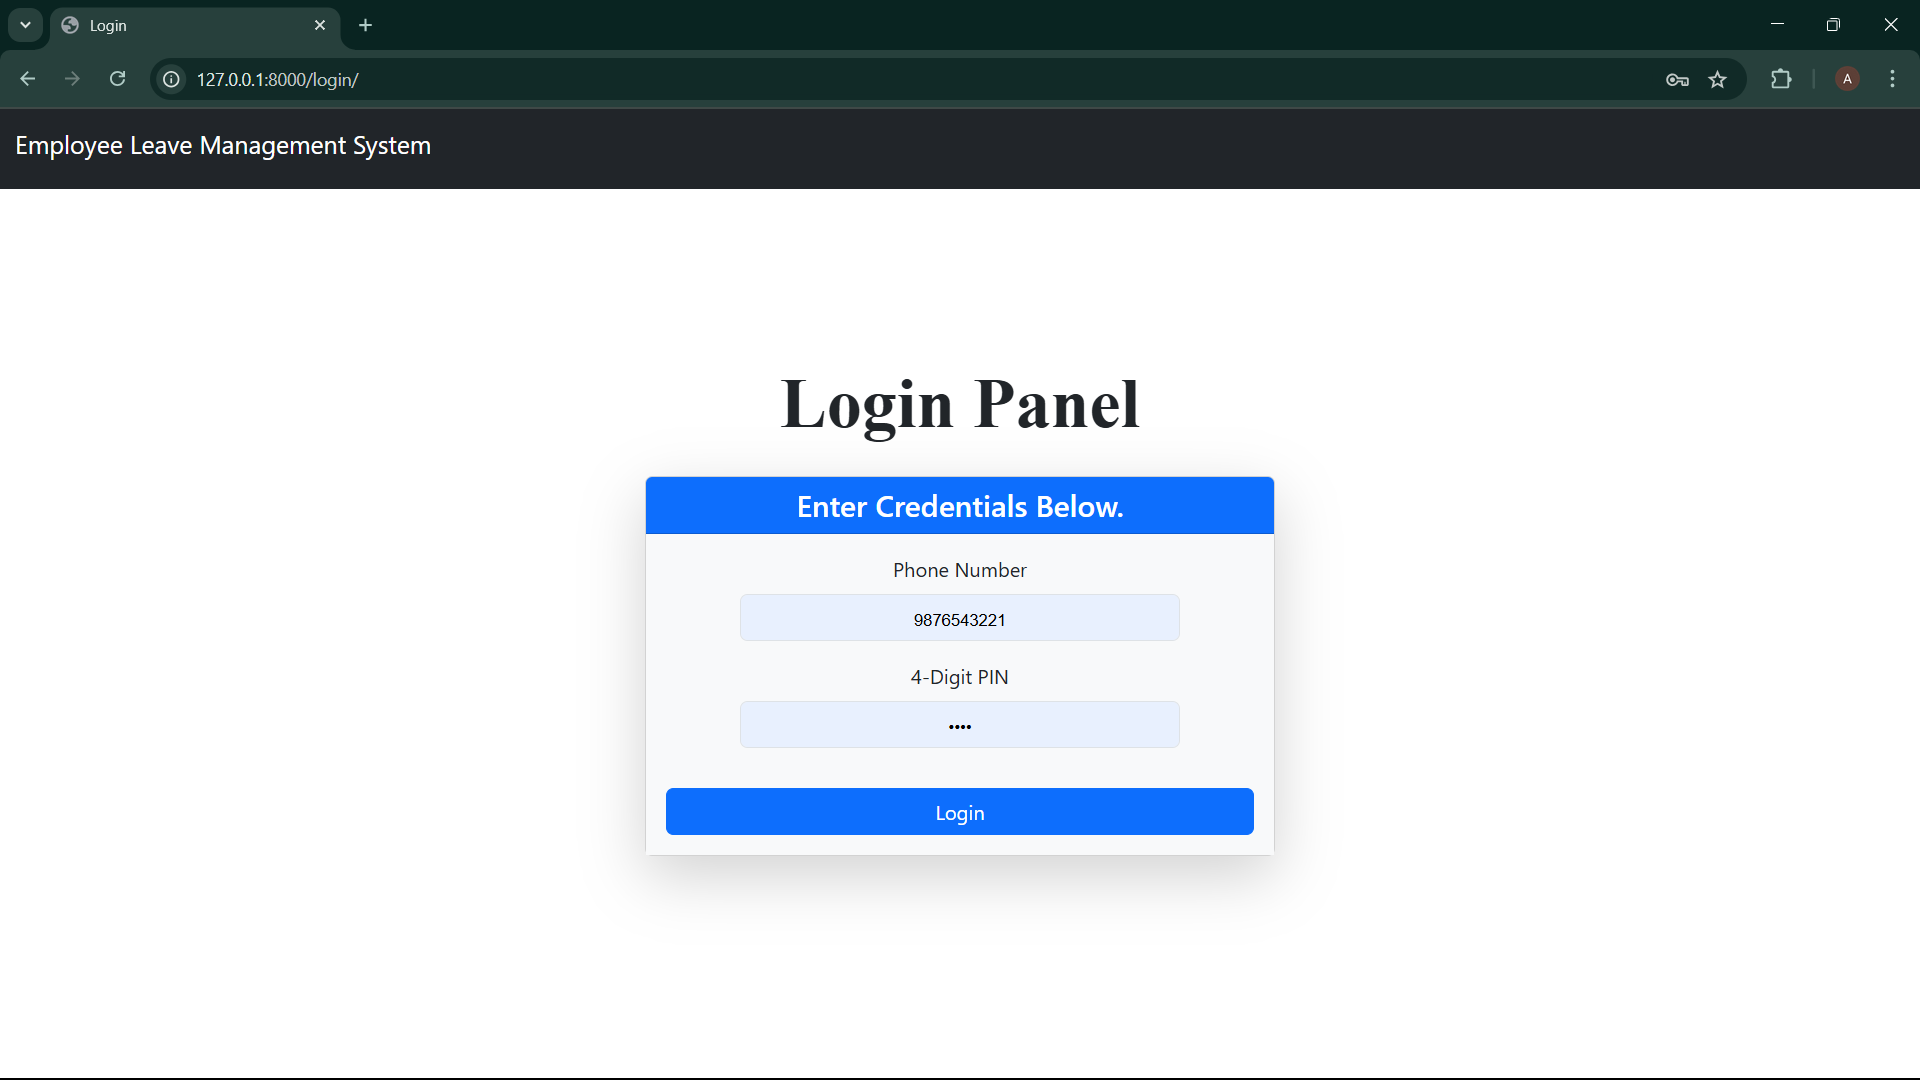 Login
127.0.0.1:8000/login/
A
Employee Leave Management System
Login Panel
Enter Credentials Below.
Phone Number
9876543221
4-Digit PIN
••••
Login